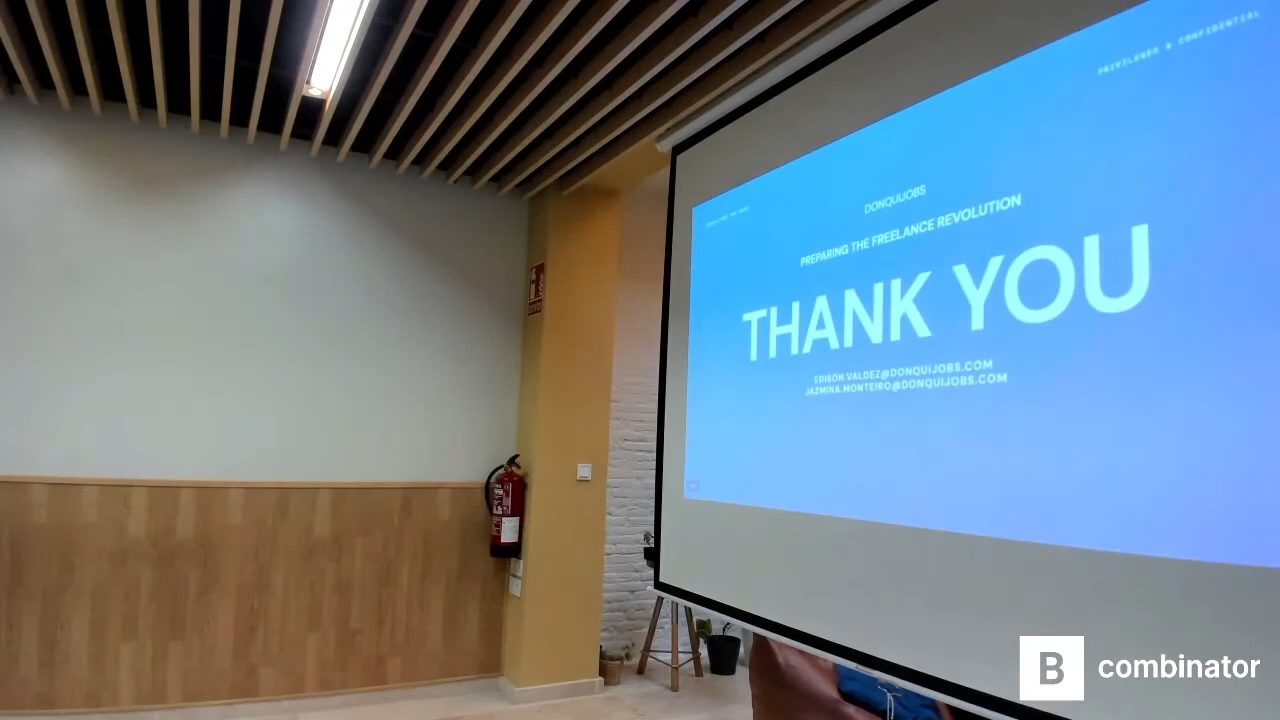 PRIVILEGED & CONFIDENTIAL
DONQUIJOBS
PREPARING THE FREELANCE REVOLUTION
THANK YOU
EDISON.VALDEZ@DONQUIJOBS.COM
JAZMINA.MONTEIRO@DONQUIJOBS.COM
B combinator